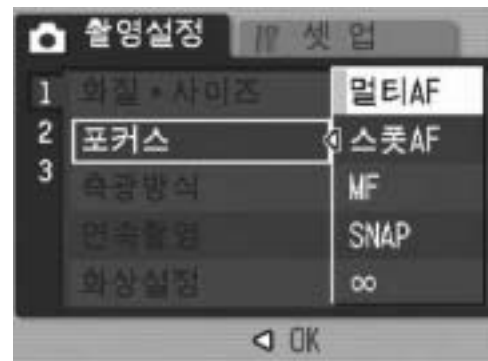 촬영설정 셋 업
1 화질•사이즈 멀티AF
2 포커스 스폿AF
3 측광방식 MF
연속촬영 SNAP
화상설정 ∞
OK